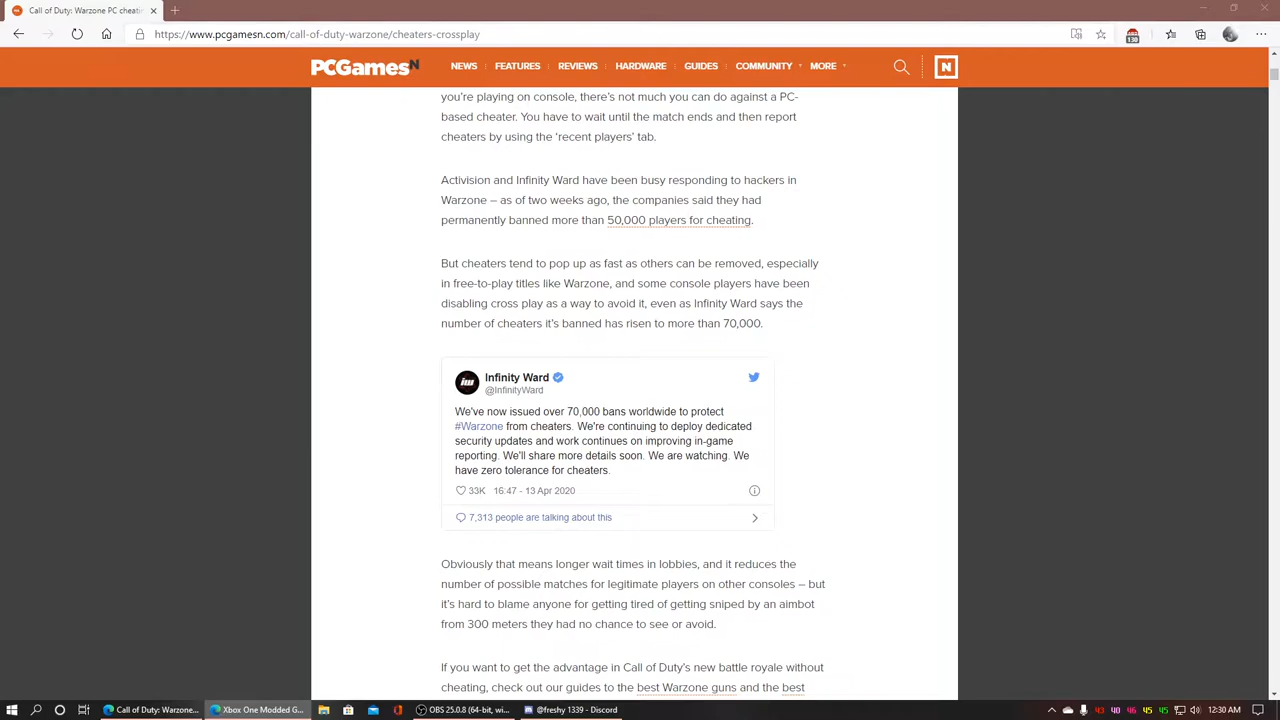 Call of Duty: Warzone PC cheatin
https://www.pcgamesn.com/call-of-duty-warzone/cheaters-crossplay
130
PCGamesN
NEWS FEATURES REVIEWS HARDWARE GUIDES COMMUNITY MORE
N
you're playing on console, there's not much you can do against a PC-
based cheater. You have to wait until the match ends and then report
cheaters by using the 'recent players' tab.
Activision and Infinity Ward have been busy responding to hackers in
Warzone – as of two weeks ago, the companies said they had
permanently banned more than 50,000 players for cheating.
But cheaters tend to pop up as fast as others can be removed, especially
in free-to-play titles like Warzone, and some console players have been
disabling cross play as a way to avoid it, even as Infinity Ward says the
number of cheaters it's banned has risen to more than 70,000.
iw
Infinity Ward
@InfinityWard
We've now issued over 70,000 bans worldwide to protect
#Warzone from cheaters. We're continuing to deploy dedicated
security updates and work continues on improving in-game
reporting. We'll share more details soon. We are watching. We
have zero tolerance for cheaters.
33K 16:47 - 13 Apr 2020
7,313 people are talking about this
Obviously that means longer wait times in lobbies, and it reduces the
number of possible matches for legitimate players on other consoles – but
it's hard to blame anyone for getting tired of getting sniped by an aimbot
from 300 meters they had no chance to see or avoid.
If you want to get the advantage in Call of Duty's new battle royale without
cheating, check out our guides to the best Warzone guns and the best
Call of Duty: Warzone... Xbox One Modded G... OBS 25.0.8 (64-bit, wi... @freshy 1339 - Discord 43 40 46 45 45 12:30 AM